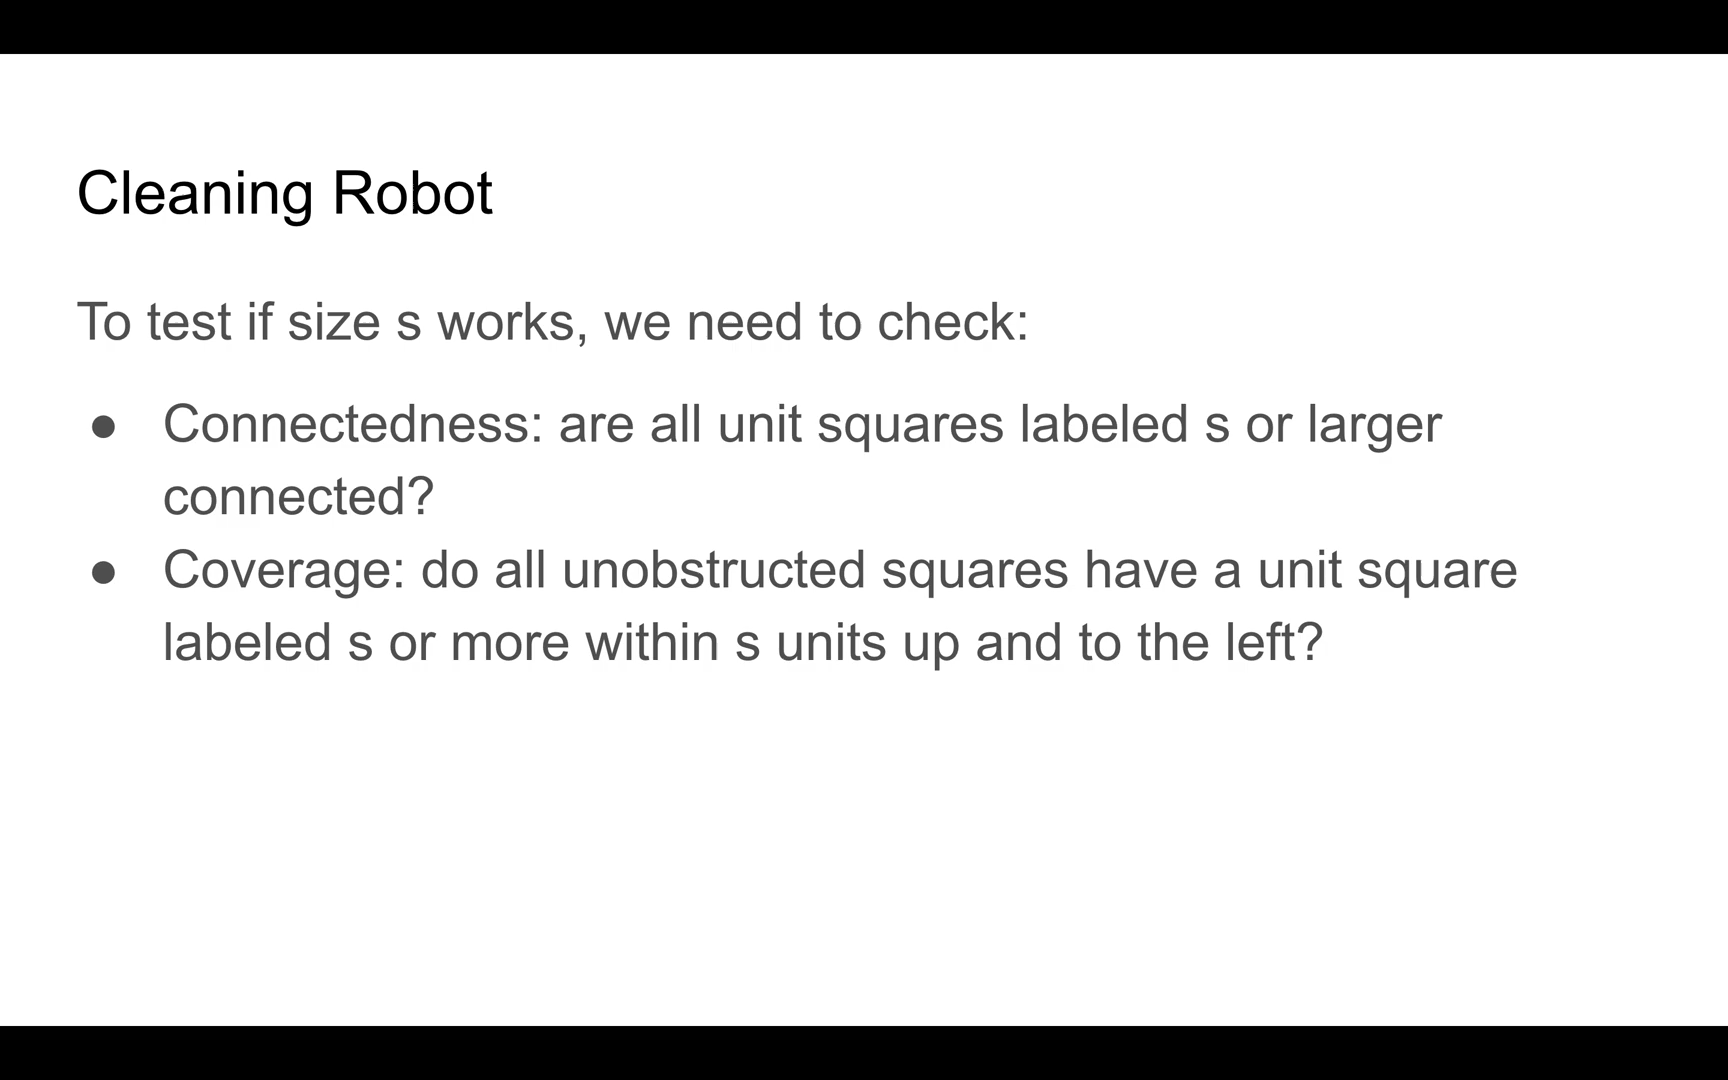 Cleaning Robot
To test if size s works, we need to check:
● Connectedness: are all unit squares labeled s or larger
connected?
● Coverage: do all unobstructed squares have a unit square
labeled s or more within s units up and to the left?